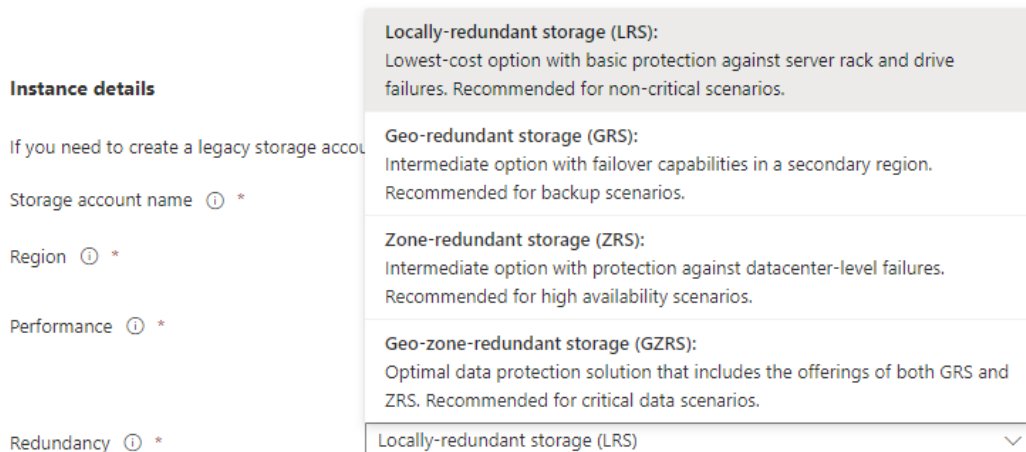 Locally-redundant storage (LRS):
Lowest-cost option with basic protection against server rack and drive
failures. Recommended for non-critical scenarios.
Instance details
Geo-redundant storage (GRS):
If you need to create a legacy storage accou
Intermediate option with failover capabilities in a secondary region.
Recommended for backup scenarios.
Storage account name *
Zone-redundant storage (ZRS):
Region *
Intermediate option with protection against datacenter-level failures.
Recommended for high availability scenarios.
Performance *
Geo-zone-redundant storage (GZRS):
Optimal data protection solution that includes the offerings of both GRS and
ZRS. Recommended for critical data scenarios.
Redundancy *
Locally-redundant storage (LRS)